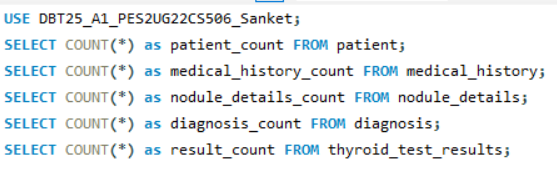 USE DBT25_A1_PES2UG22CS506_Sanket;
SELECT COUNT(*) as patient_count FROM patient;
SELECT COUNT(*) as medical_history_count FROM medical_history;
SELECT COUNT(*) as nodule_details_count FROM nodule_details;
SELECT COUNT(*) as diagnosis_count FROM diagnosis;
SELECT COUNT(*) as result_count FROM thyroid_test_results;